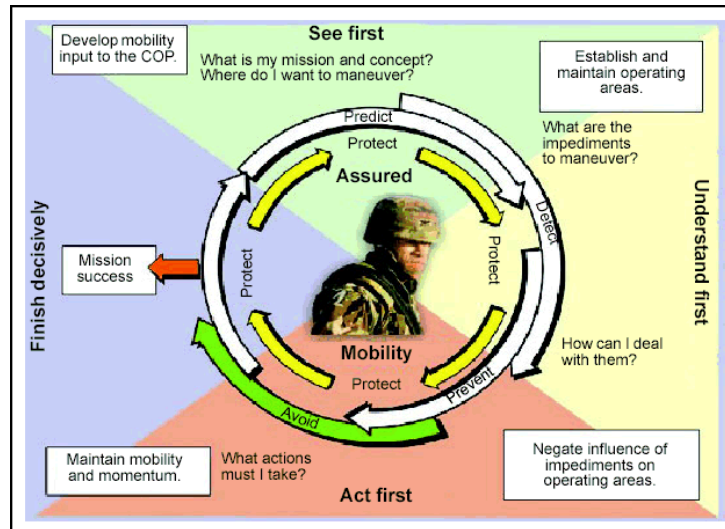 See first
Develop mobility
input to the COP.
What is my mission and concept?
Where do I want to maneuver?
Establish and
maintain operating
areas.
What are the
impediments
to maneuver?
Predict
Protect
Assured
Detect
Protect
Protect
Understand first
Finish decisively
Mission
success
How can I deal
with them?
Mobility
Protect
Prevent
Avoid
Maintain mobility
and momentum.
What actions
must I take?
Negate influence of
impediments on
operating areas.
Act first